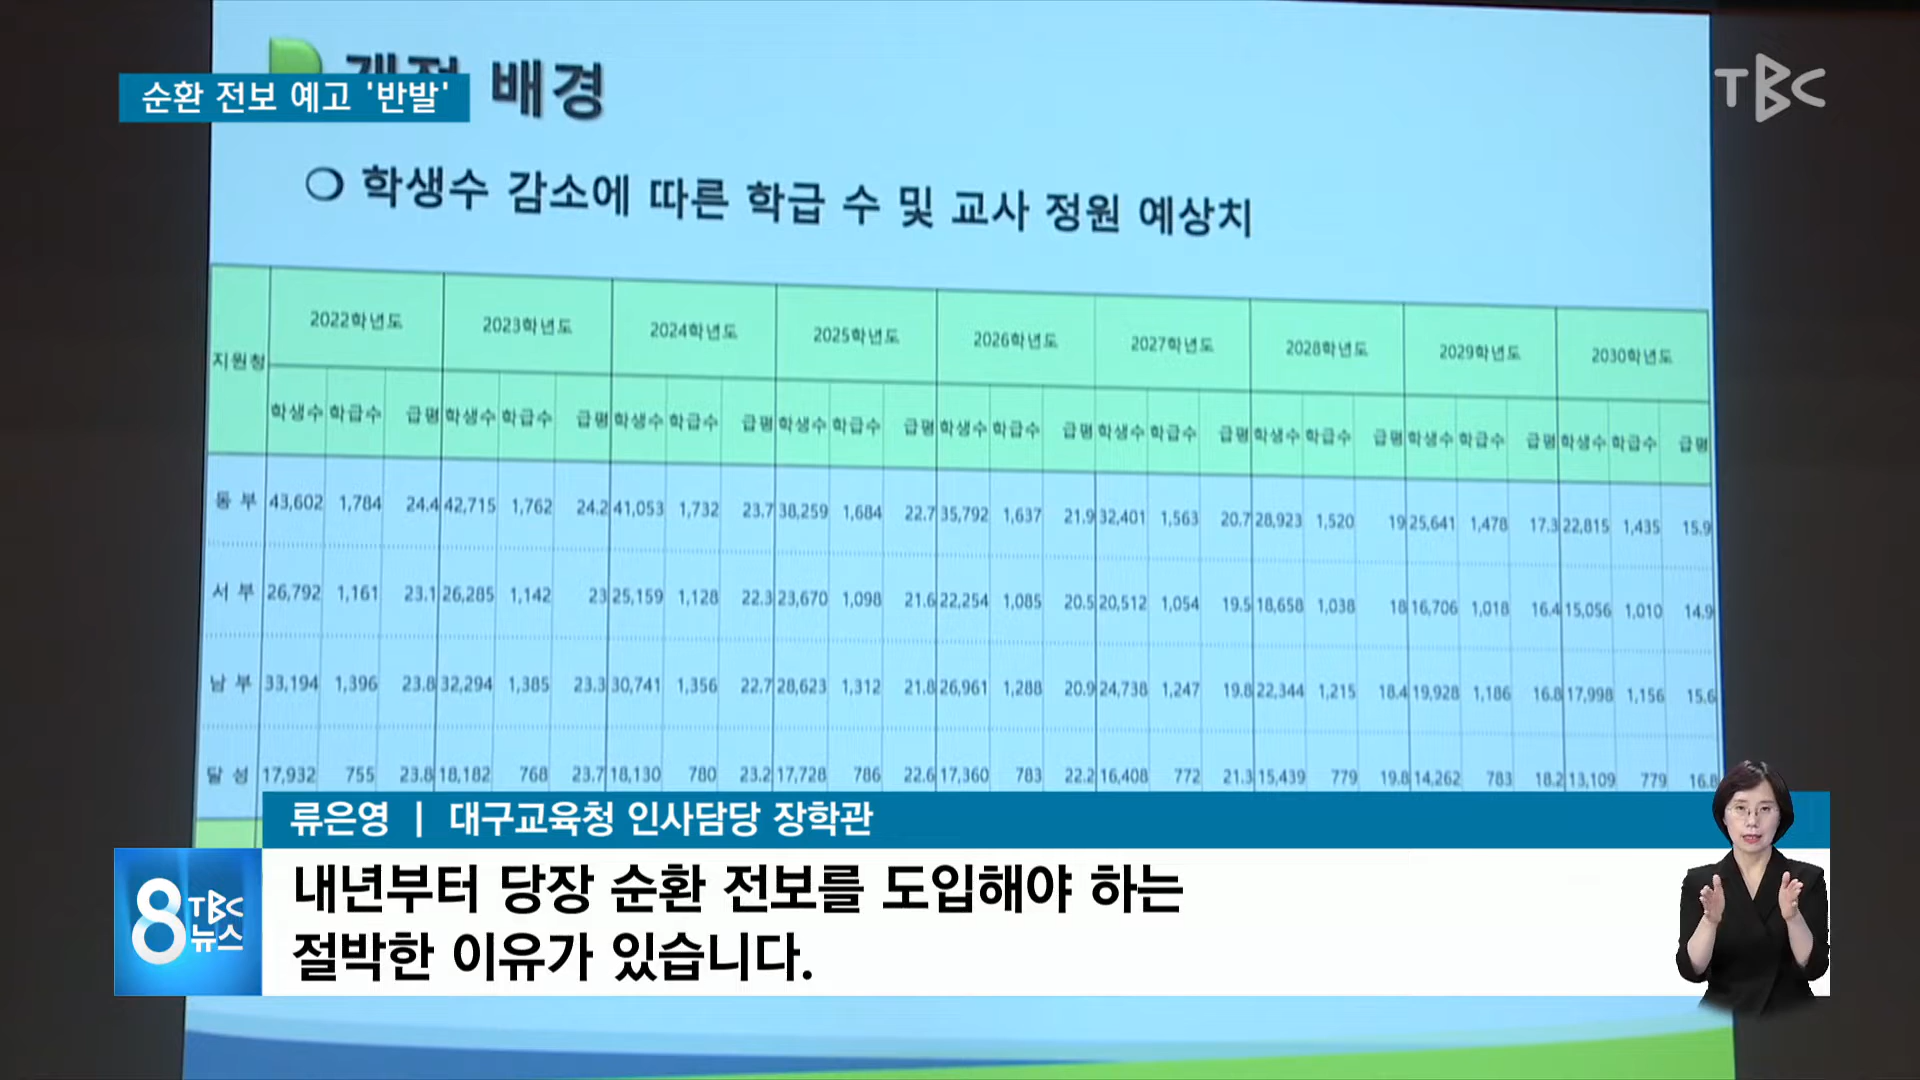 순환 전보 예고 '반발'
배경
TBC
❍ 학생수 감소에 따른 학급 수 및 교사 정원 예상치
지원청 2022학년도 2023학년도 2024학년도 2025학년도 2026학년도 2027학년도 2028학년도 2029학년도 2030학년도
학생수 학급수 급평 학생수 학급수 급평 학생수 학급수 급평 학생수 학급수 급평 학생수 학급수 급평 학생수 학급수 급평 학생수 학급수 급평 학생수 학급수 급평 학생수 학급수 급평
동 부 43,602 1,784 24.4 42,715 1,762 24.2 41,053 1,732 23.7 38,259 1,684 22.7 35,792 1,637 21.9 32,401 1,563 20.7 28,923 1,520 19 25,641 1,478 17.3 22,815 1,435 15.9
서 부 26,792 1,161 23.1 26,285 1,142 23 25,159 1,128 22.3 23,670 1,098 21.6 22,254 1,085 20.5 20,512 1,054 19.5 18,658 1,038 18 16,706 1,018 16.4 15,056 1,010 14.9
남 부 33,194 1,396 23.8 32,294 1,385 23.3 30,741 1,356 22.7 28,623 1,312 21.8 26,961 1,288 20.9 24,738 1,247 19.8 22,344 1,215 18.4 19,928 1,186 16.8 17,998 1,156 15.6
달 성 17,932 755 23.8 18,182 768 23.7 18,130 780 23.2 17,728 786 22.6 17,360 783 22.2 16,408 772 21.3 15,439 779 19.8 14,262 783 18.2 13,109 779 16.8
류은영 | 대구교육청 인사담당 장학관
8 TBC 뉴스
내년부터 당장 순환 전보를 도입해야 하는
절박한 이유가 있습니다.